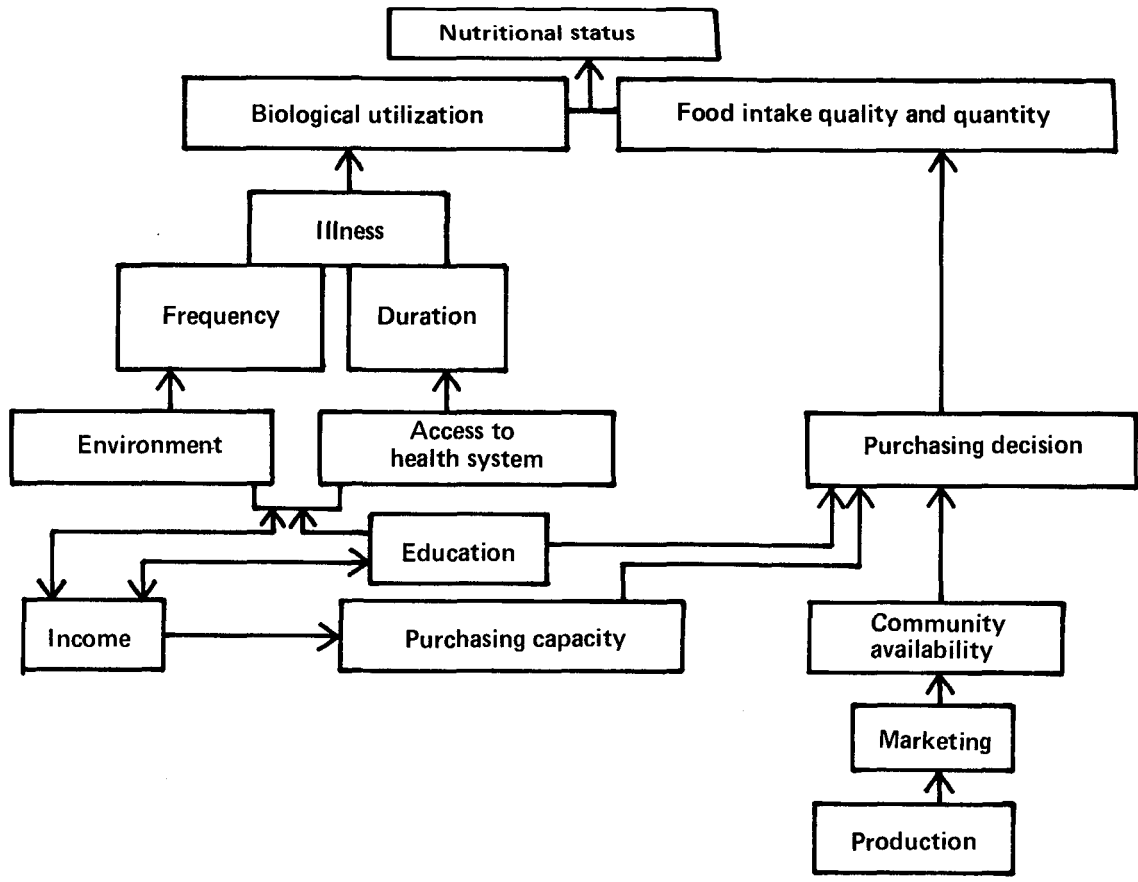 Nutritional status
Biological utilization
Food intake quality and quantity
Illness
Frequency
Duration
Environment
Access to
health system
Purchasing decision
Education
Income
Purchasing capacity
Community
availability
Marketing
Production